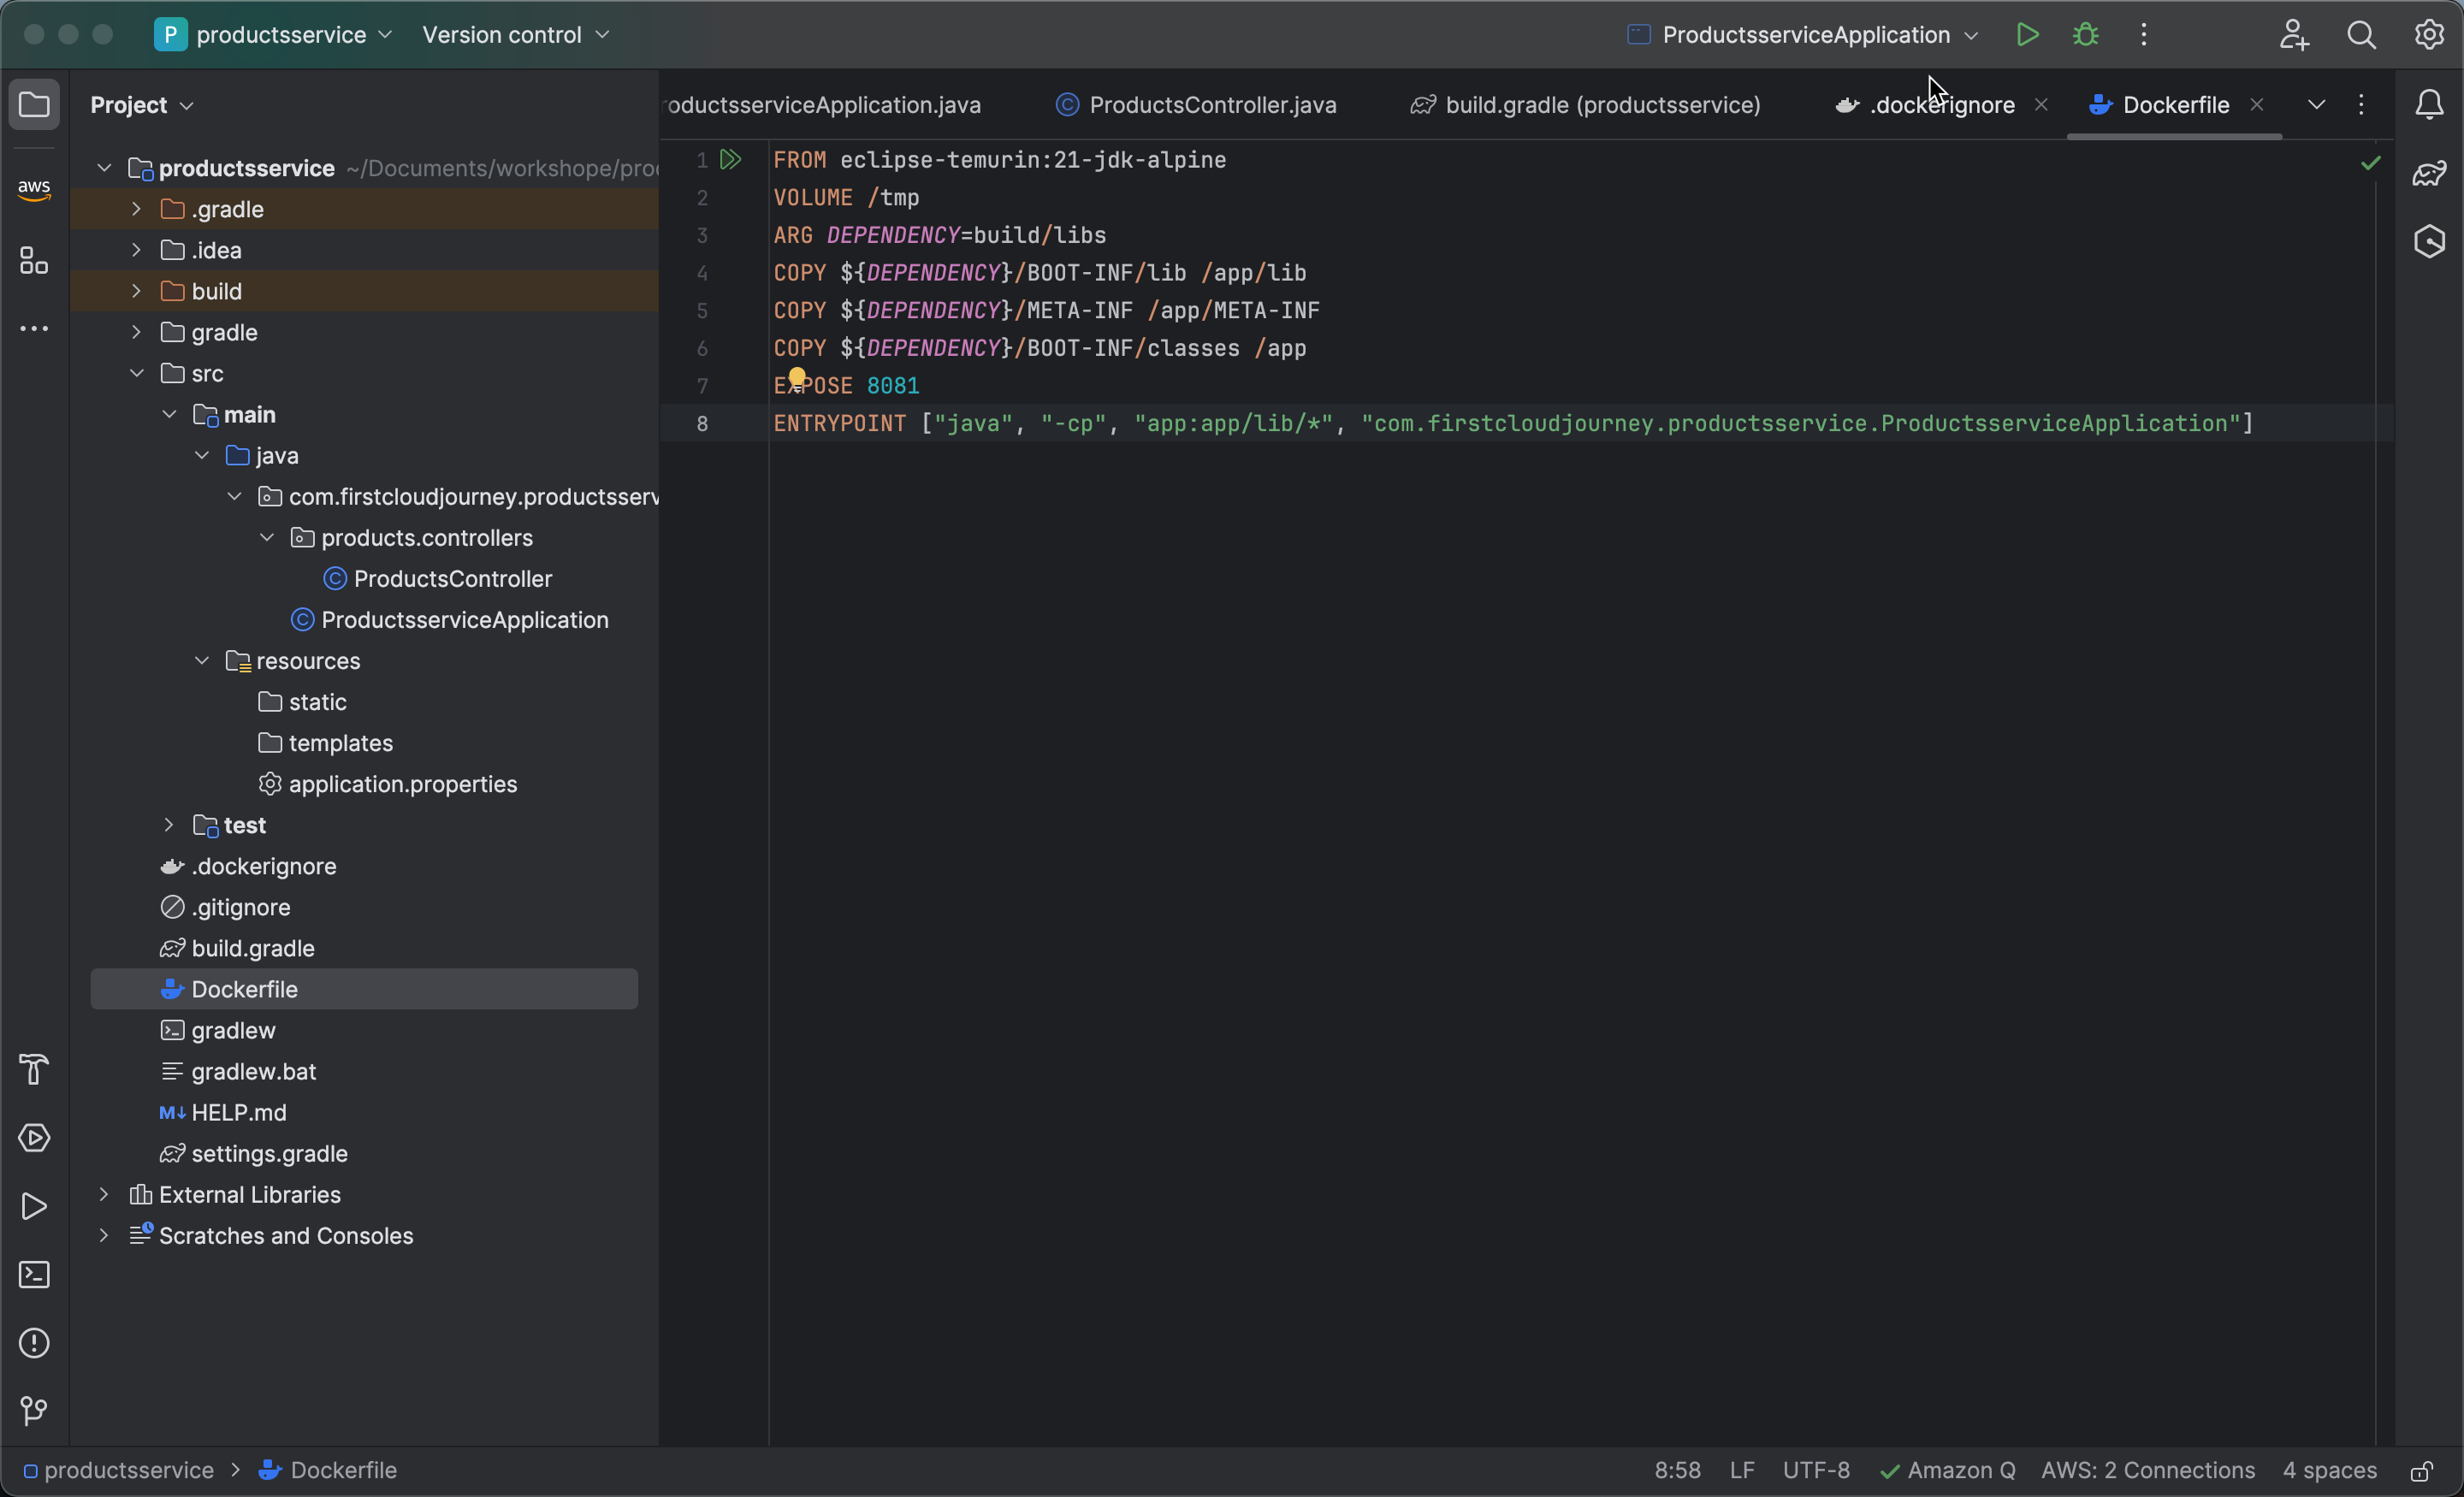 P productsservice Version control ProductsserviceApplication
Project
oductsserviceApplication.java ProductsController.java build.gradle (productsservice) .dockerignore Dockerfile
aws
productsservice ~/Documents/workshope/pro
.gradle
.idea
build
gradle
src
main
java
com.firstcloudjourney.productsserv
products.controllers
ProductsController
ProductsserviceApplication
resources
static
templates
application.properties
test
.dockerignore
.gitignore
build.gradle
Dockerfile
gradlew
gradlew.bat
M↓ HELP.md
settings.gradle
External Libraries
Scratches and Consoles
1 FROM eclipse-temurin:21-jdk-alpine
2 VOLUME /tmp
3 ARG DEPENDENCY=build/libs
4 COPY ${DEPENDENCY}/BOOT-INF/lib /app/lib
5 COPY ${DEPENDENCY}/META-INF /app/META-INF
6 COPY ${DEPENDENCY}/BOOT-INF/classes /app
7 EXPOSE 8081
8 ENTRYPOINT ["java", "-cp", "app:app/lib/*", "com.firstcloudjourney.productsservice.ProductsserviceApplication"]
productsservice > Dockerfile
8:58 LF UTF-8 Amazon Q AWS: 2 Connections 4 spaces